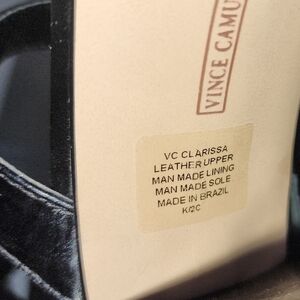 VINCE CAMU
VC CLARISSA
LEATHER UPPER
MAN MADE LINING
MAN MADE SOLE
MADE IN BRAZIL
K/2C